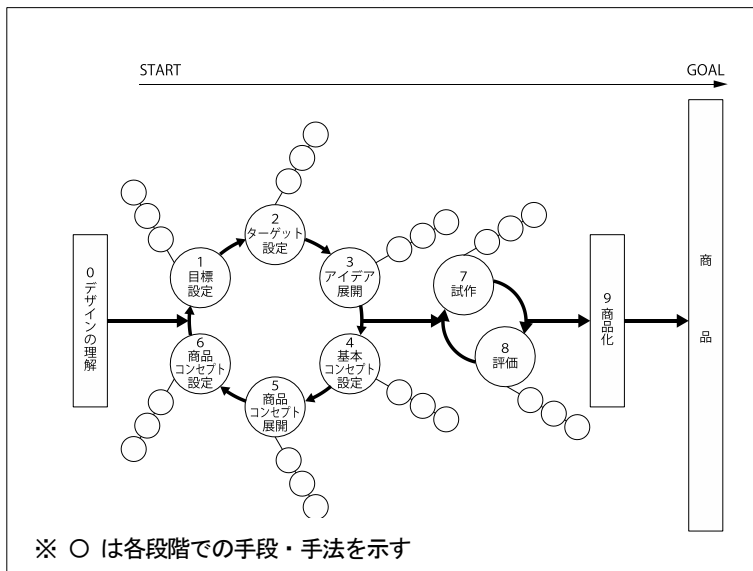 START
GOAL
0デザインの理解
1
目標
設定
2
ターゲット
設定
3
アイデア
展開
4
基本
コンセプト
設定
5
商品
コンセプト
展開
6
商品
コンセプト
設定
7
試作
8
評価
9商品化
商品
※ ○ は各段階での手段・手法を示す